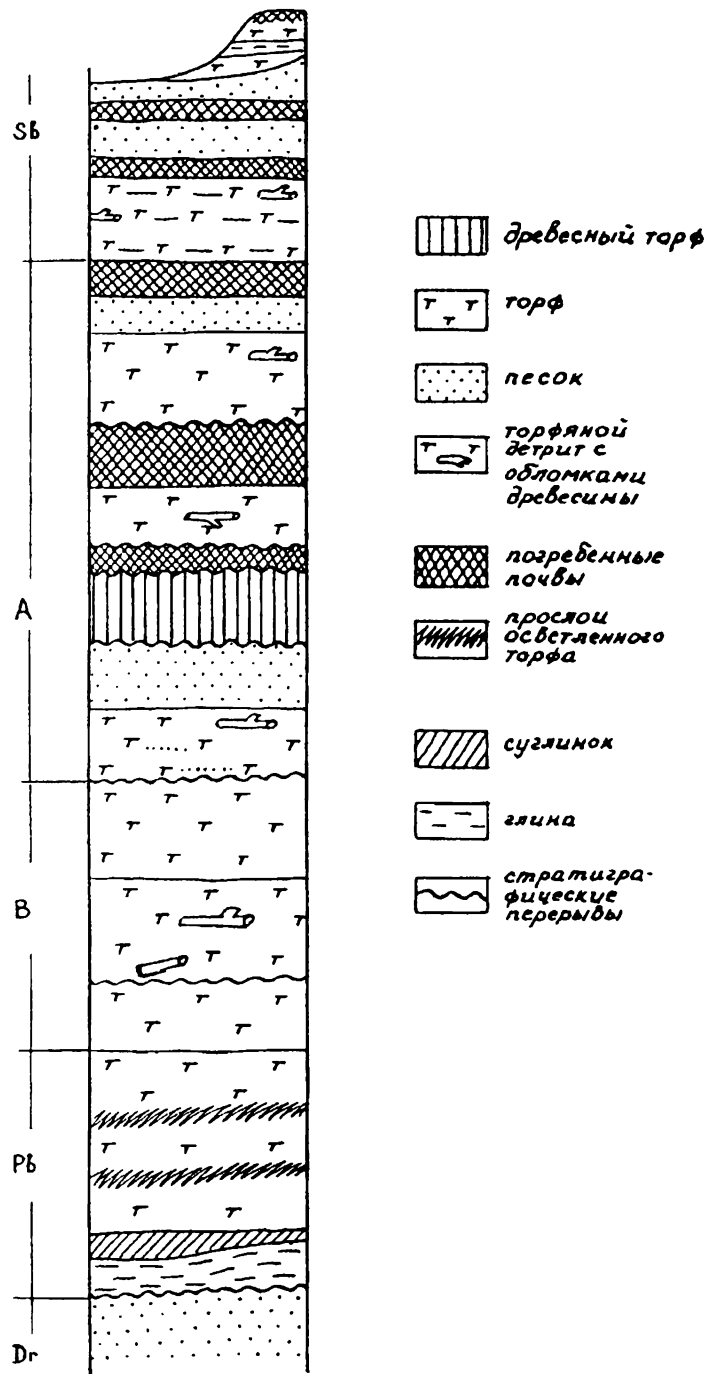 Sb
A
B
Pb
Dr
древесный торф
торф
песок
торфяной
детрит с
обломками
древесины
погребенные
почвы
прослои
осветленного
торфа
суглинок
глина
стратигра-
фические
перерывы